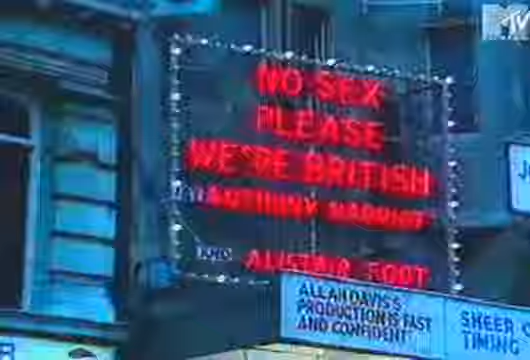 MTV
NO SEX
PLEASE
WE'RE BRITISH
ANTHONY MARRIOTT
AND ALISTAIR FOOT
ALLAN DAVIS'S
PRODUCTION IS FAST
AND CONFIDENT"
SHEER
TIMING